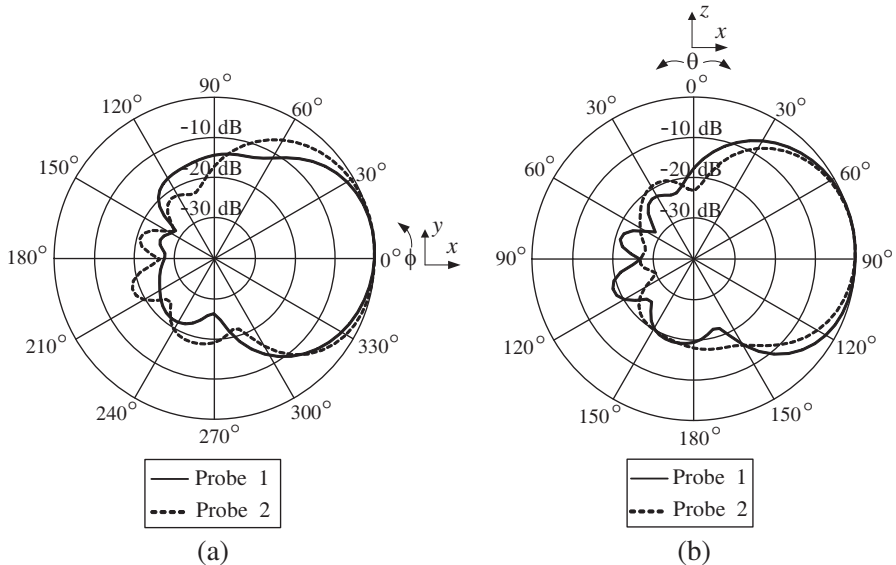 90°
120°
60°
-10 dB
150°
30°
-20 dB
-30 dB
180°
0°
ϕ
y
x
210°
330°
240°
300°
270°
Probe 1
Probe 2
(a)
z
x
θ
0°
30°
30°
-10 dB
60°
60°
-20 dB
-30 dB
90°
90°
120°
120°
150°
150°
180°
Probe 1
Probe 2
(b)